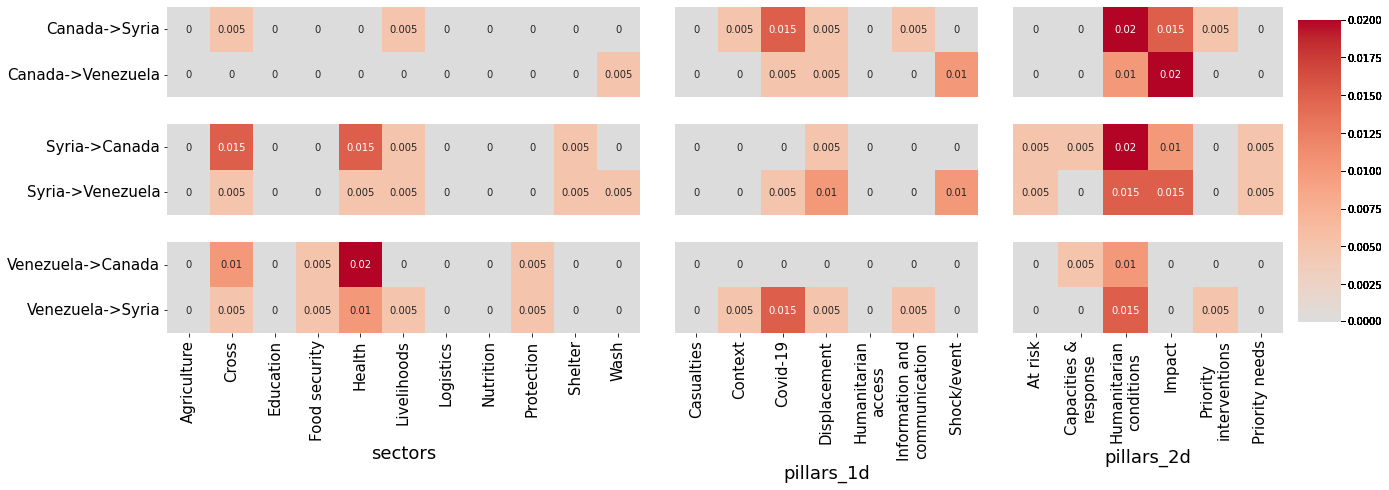 Canada->Syria 0 0.005 0 0 0 0.005 0 0 0 0 0 0 0.005 0.015 0.005 0 0.005 0 0 0 0.02 0.015 0.005 0 0.0200
Canada->Venezuela 0 0 0 0 0 0 0 0 0 0 0.005 0 0 0.005 0.005 0 0 0.01 0 0 0.01 0.02 0 0 0.0175
0.0150
0.0125
Syria->Canada 0 0.015 0 0 0.015 0.005 0 0 0 0.005 0 0 0 0 0.005 0 0 0 0.005 0.005 0.02 0.01 0 0.005 0.0100
Syria->Venezuela 0 0.005 0 0 0.005 0.005 0 0 0 0.005 0.005 0 0 0.005 0.01 0 0 0.01 0.005 0 0.015 0.015 0 0.005 0.0075
0.0050
Venezuela->Canada 0 0.01 0 0.005 0.02 0 0 0 0.005 0 0 0 0 0 0 0 0 0 0 0.005 0.01 0 0 0 0.0025
Venezuela->Syria 0 0.005 0 0.005 0.01 0.005 0 0 0.005 0 0 0 0.005 0.015 0.005 0 0.005 0 0 0 0.015 0 0.005 0 0.0000
Agriculture
Cross
Education
Food security
Health
Livelihoods
Logistics
Nutrition
Protection
Shelter
Wash
sectors
Casualties
Context
Covid-19
Displacement
Humanitarian
access
Information and
communication
Shock/event
pillars_1d
At risk
Capacities &
response
Humanitarian
conditions
Impact
Priority
interventions
Priority needs
pillars_2d